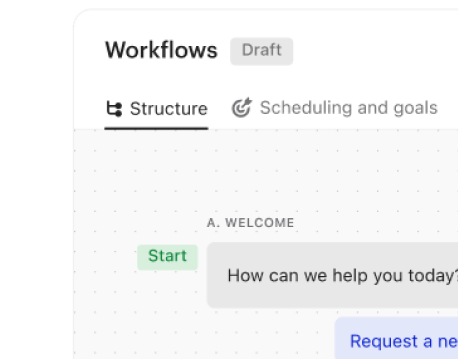 Workflows Draft
Structure Scheduling and goals
A. WELCOME
Start
How can we help you today?
Request a ne